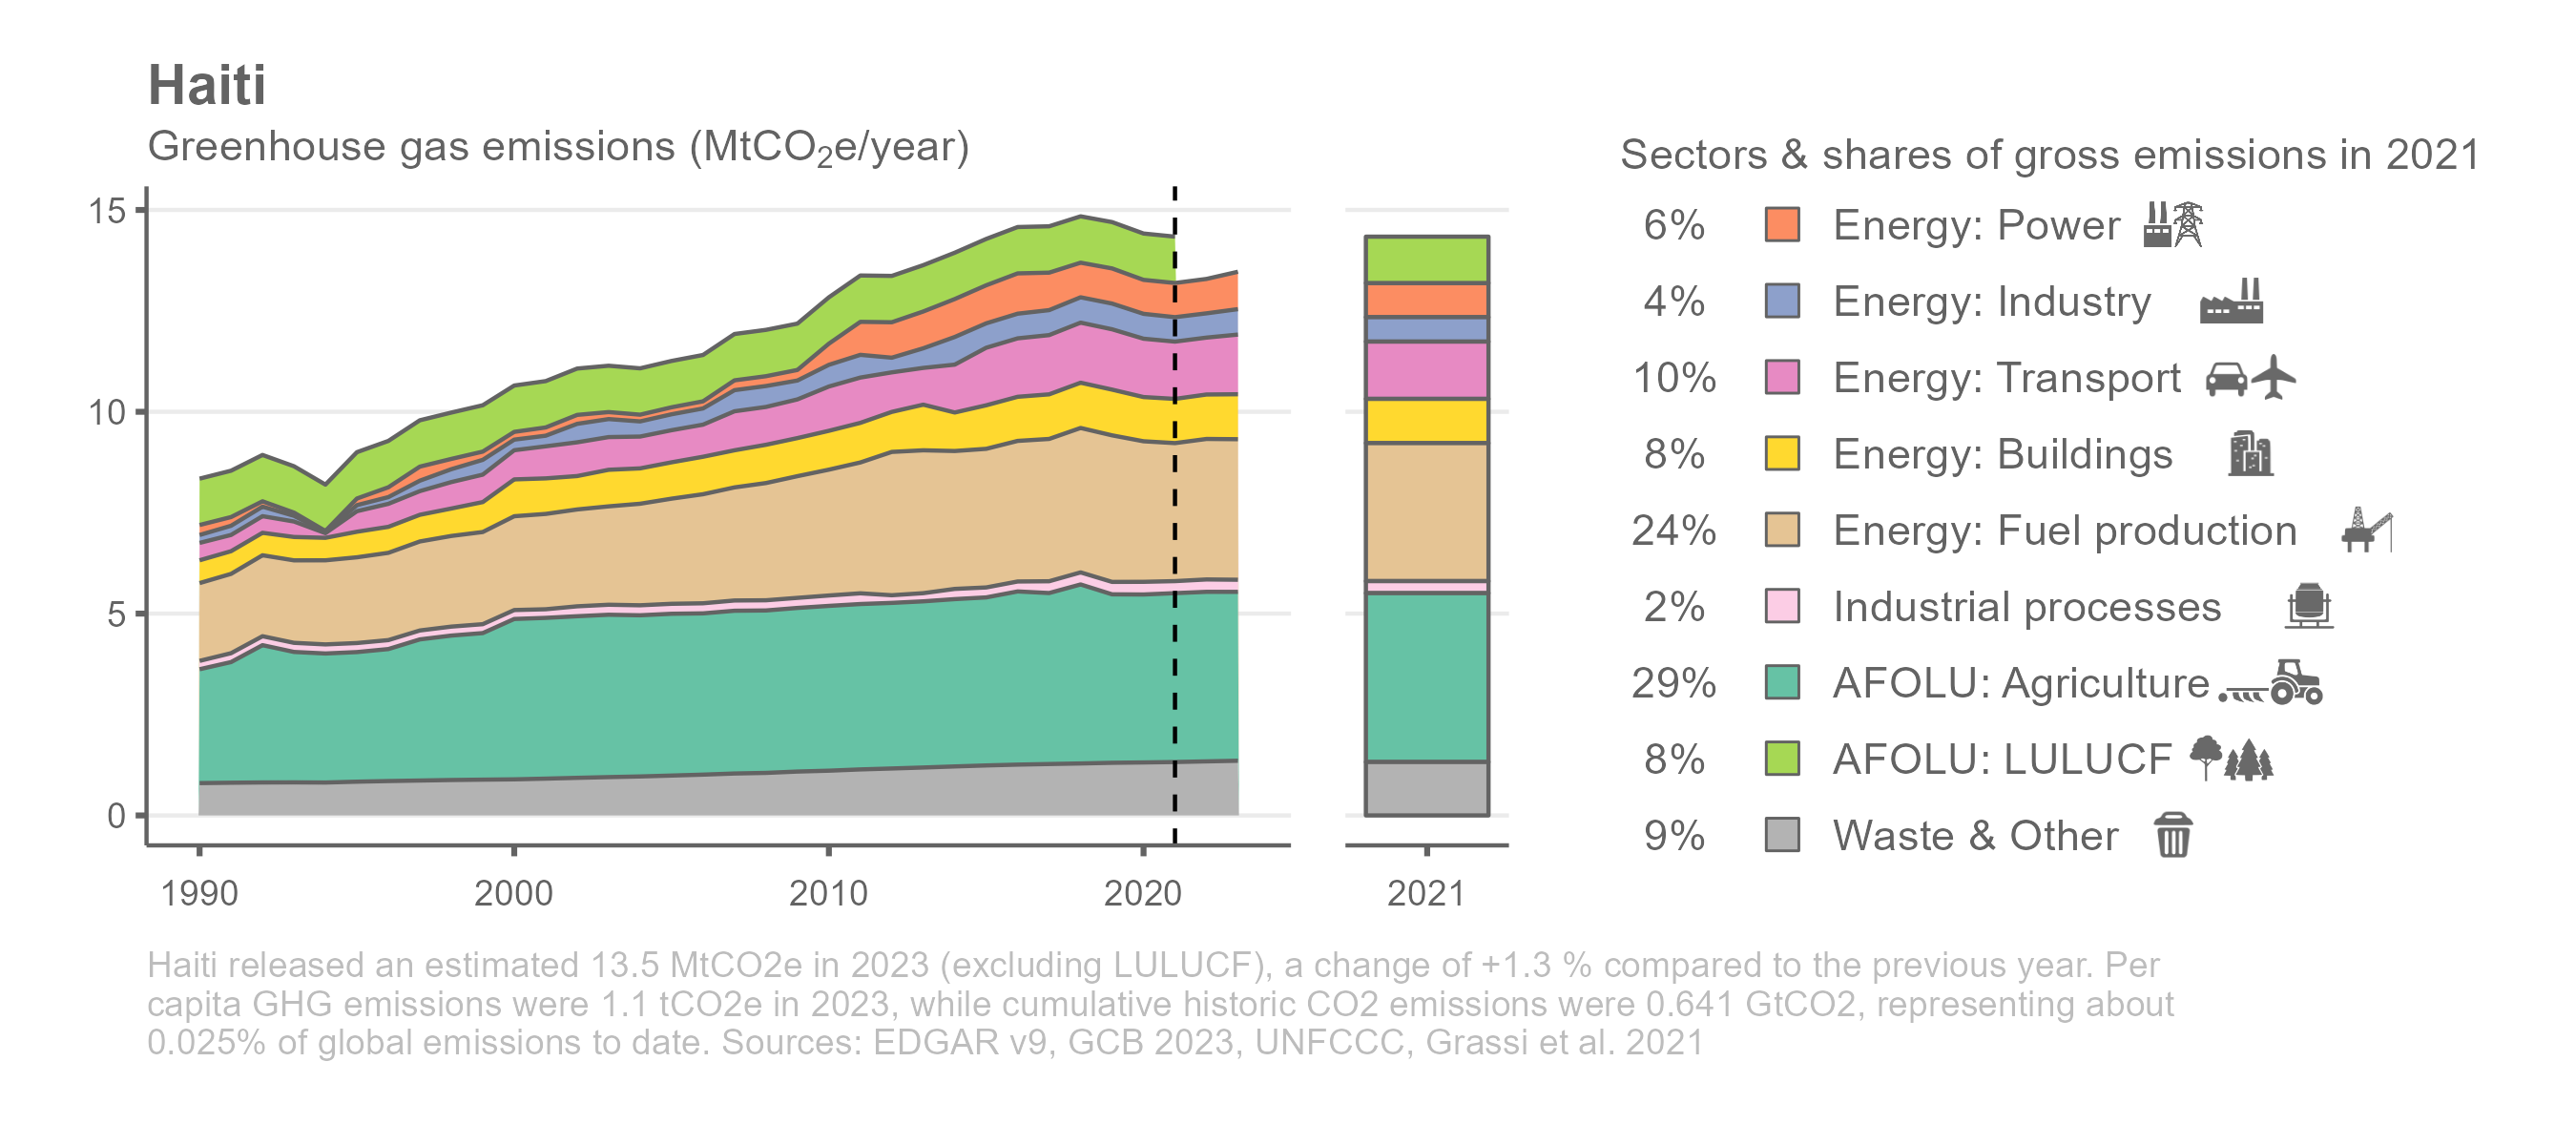 Haiti
Greenhouse gas emissions (MtCO₂e/year)
Sectors & shares of gross emissions in 2021
15
10
5
0
1990 2000 2010 2020 2021
6% Energy: Power
4% Energy: Industry
10% Energy: Transport
8% Energy: Buildings
24% Energy: Fuel production
2% Industrial processes
29% AFOLU: Agriculture
8% AFOLU: LULUCF
9% Waste & Other
Haiti released an estimated 13.5 MtCO2e in 2023 (excluding LULUCF), a change of +1.3 % compared to the previous year. Per
capita GHG emissions were 1.1 tCO2e in 2023, while cumulative historic CO2 emissions were 0.641 GtCO2, representing about
0.025% of global emissions to date. Sources: EDGAR v9, GCB 2023, UNFCCC, Grassi et al. 2021